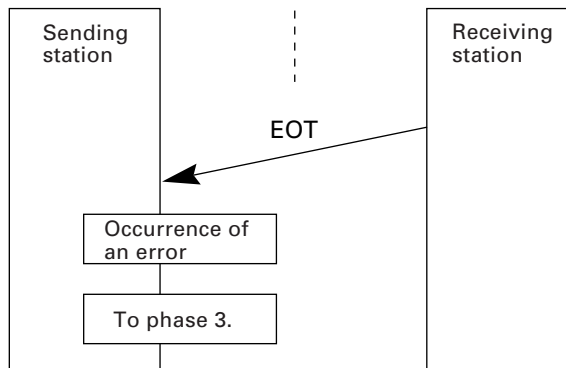 Sending
station
Receiving
station
EOT
Occurrence of
an error
To phase 3.